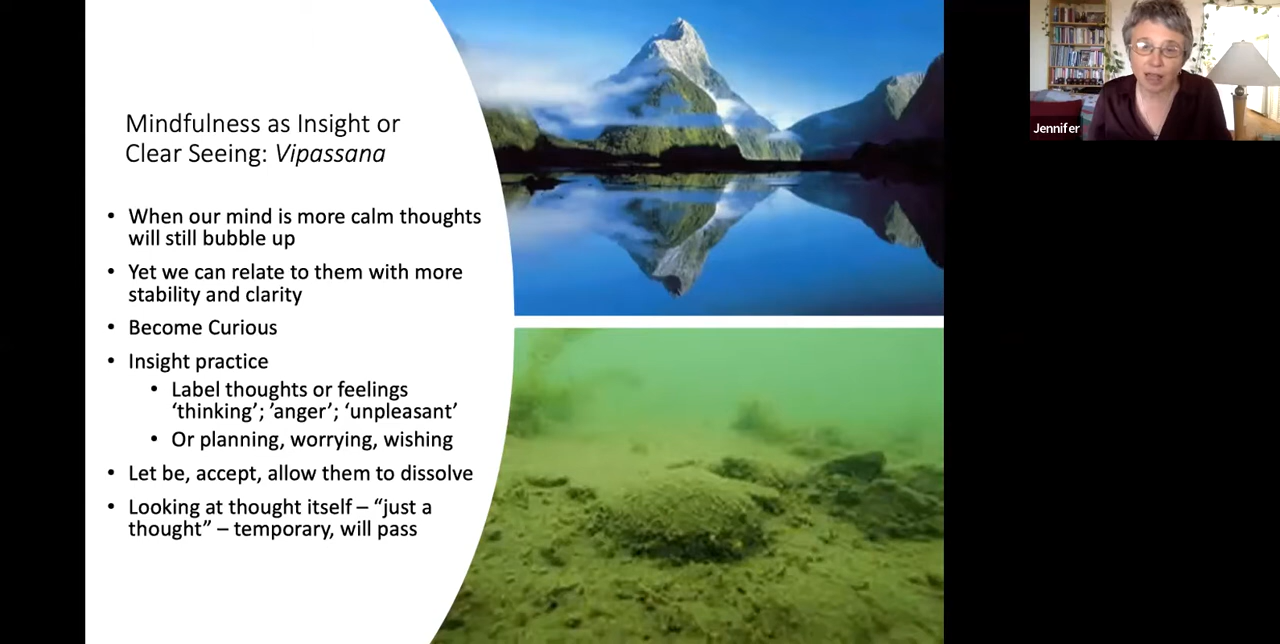 Mindfulness as Insight or
Clear Seeing: Vipassana
• When our mind is more calm thoughts
will still bubble up
• Yet we can relate to them with more
stability and clarity
• Become Curious
• Insight practice
• Label thoughts or feelings
‘thinking’; ’anger’; ‘unpleasant’
• Or planning, worrying, wishing
• Let be, accept, allow them to dissolve
• Looking at thought itself – “just a
thought” – temporary, will pass
Jennifer